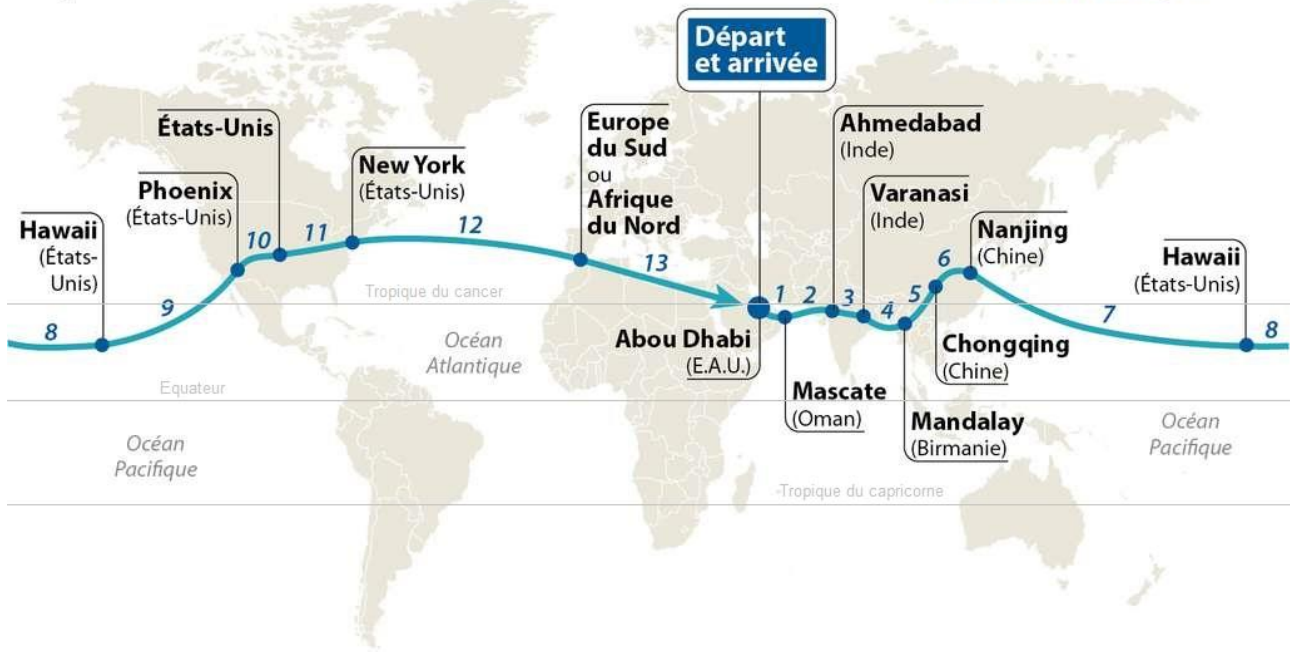 Départ
et arrivée
États-Unis
New York
(États-Unis)
Phoenix
(États-Unis)
Hawaii
(États-
Unis)
Europe
du Sud
ou
Afrique
du Nord
Ahmedabad
(Inde)
Varanasi
(Inde)
Nanjing
(Chine)
Hawaii
(États-Unis)
8
9
10
11
12
13
1
2
3
4
5
6
7
8
Tropique du cancer
Océan
Atlantique
Abou Dhabi
(E.A.U.)
Mascate
(Oman)
Chongqing
(Chine)
Mandalay
(Birmanie)
Equateur
Océan
Pacifique
Océan
Pacifique
Tropique du capricorne